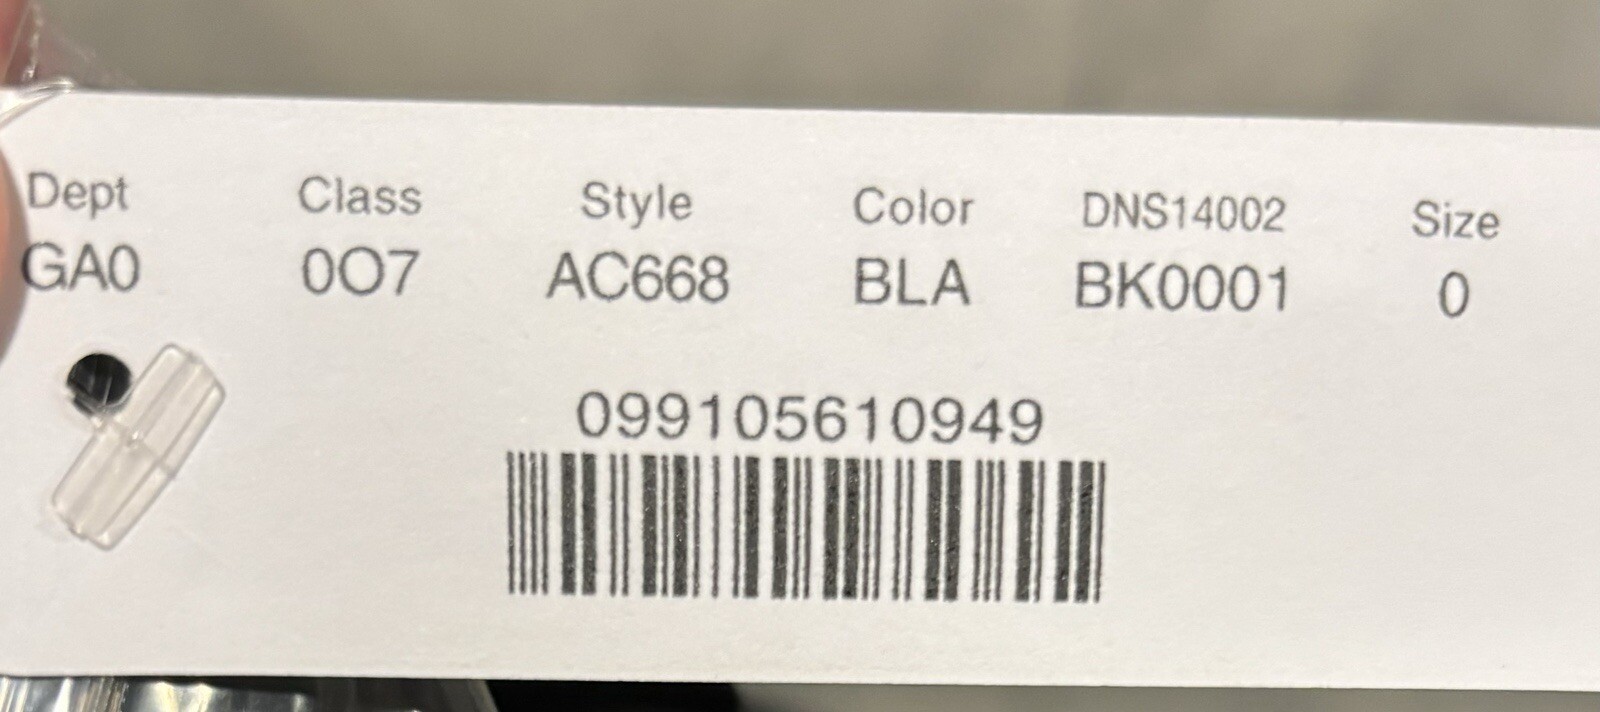 Dept Class Style Color DNS14002 Size
GA0 0O7 AC668 BLA BK0001 0
099105610949